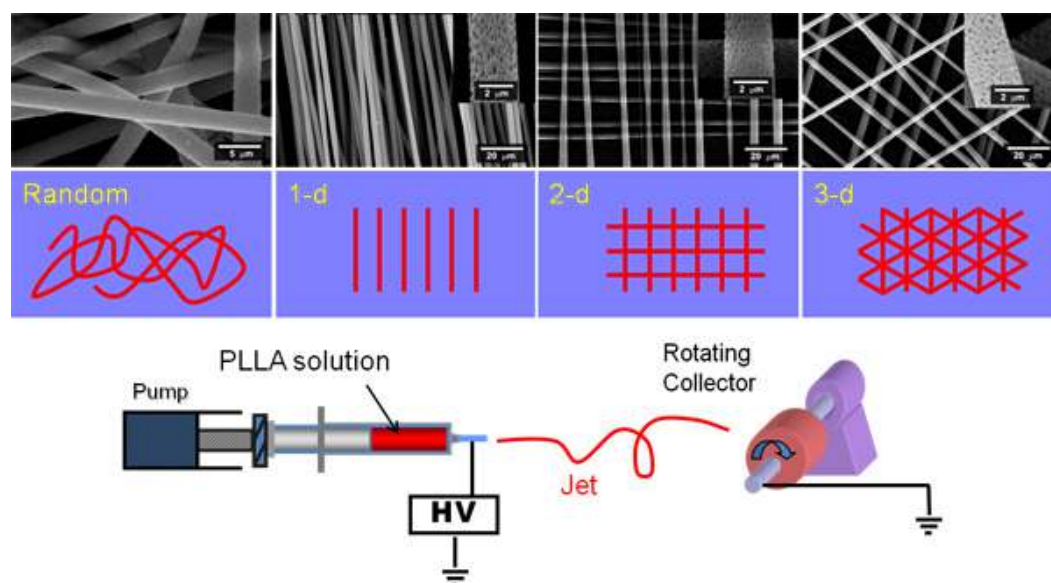 5 μm
2 μm
20 μm
2 μm
20 μm
2 μm
20 μm
Random
1-d
2-d
3-d
PLLA solution
Rotating
Collector
Pump
Jet
HV